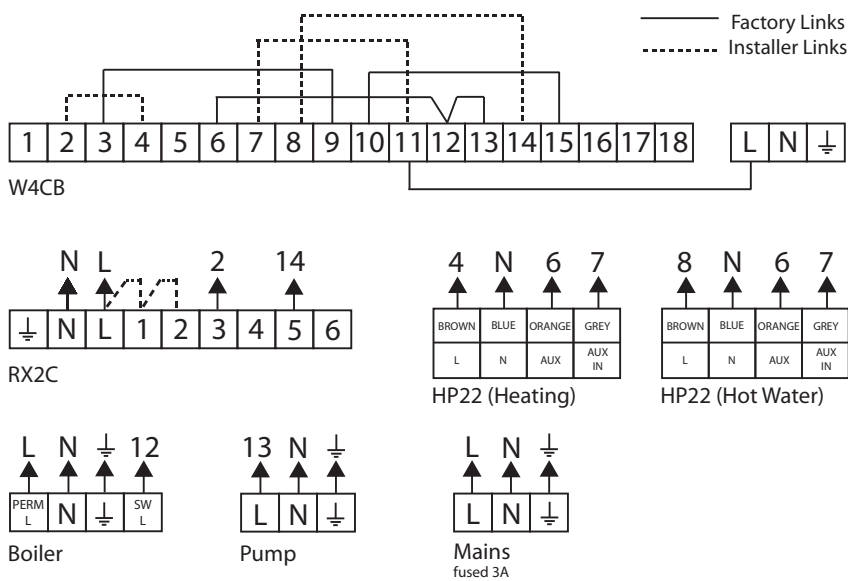 Factory Links
Installer Links
1 2 3 4 5 6 7 8 9 10 11 12 13 14 15 16 17 18 L N ⏚
W4CB
N L 2 14
⏚ N L 1 2 3 4 5 6
RX2C
4 N 6 7
BROWN BLUE ORANGE GREY
L N AUX AUX IN
HP22 (Heating)
8 N 6 7
BROWN BLUE ORANGE GREY
L N AUX AUX IN
HP22 (Hot Water)
L N ⏚ 12
PERM L N ⏚ SW L
Boiler
13 N ⏚
L N ⏚
Pump
L N ⏚
L N ⏚
Mains
fused 3A